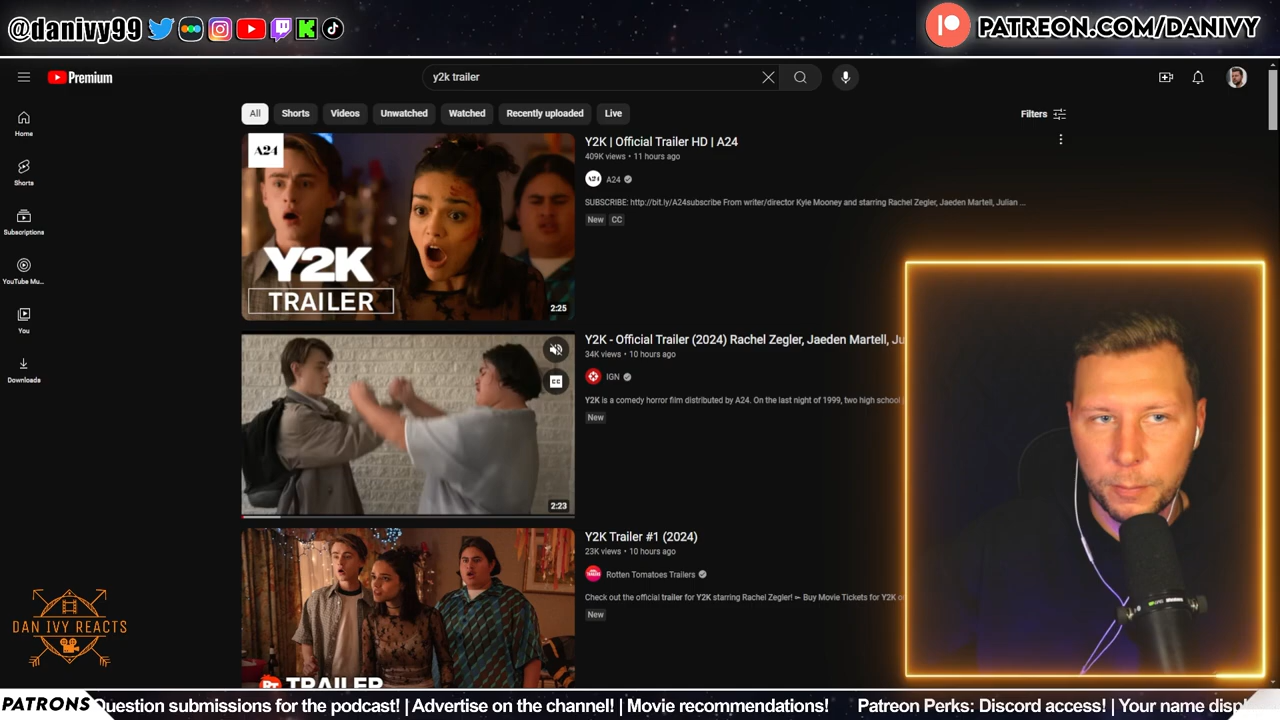 @danivy99
PATREON.COM/DANIVY
Premium
y2k trailer
Home
Shorts
Subscriptions
YouTube Mu...
You
Downloads
All
Shorts
Videos
Unwatched
Watched
Recently uploaded
Live
Filters
A24
Y2K
TRAILER
2:25
Y2K | Official Trailer HD | A24
409K views • 11 hours ago
A24
SUBSCRIBE: http://bit.ly/A24subscribe From writer/director Kyle Mooney and starring Rachel Zegler, Jaeden Martell, Julian ...
New CC
CC
2:23
Y2K - Official Trailer (2024) Rachel Zegler, Jaeden Martell, Ju
34K views • 10 hours ago
IGN
Y2K is a comedy horror film distributed by A24. On the last night of 1999, two high school
New
TRAILER
Y2K Trailer #1 (2024)
23K views • 10 hours ago
Rotten Tomatoes Trailers
Check out the official trailer for Y2K starring Rachel Zegler! ► Buy Movie Tickets for Y2K
New
DAN IVY REACTS
PATRONS
Question submissions for the podcast! | Advertise on the channel! | Movie recommendations! Patreon Perks: Discord access! | Your name